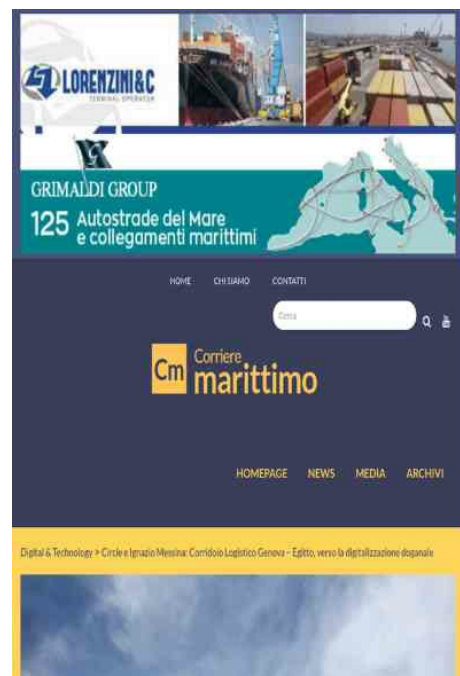 LORENZINI&C
TERMINAL OPERATOR
GRIMALDI GROUP
125 Autostrade del Mare
e collegamenti marittimi
HOME CHI SIAMO CONTATTI
Cerca
Cm Corriere
marittimo
HOMEPAGE NEWS MEDIA ARCHIVI
Digital & Technology > Circle e Ignazio Messina: Corridoio Logistico Genova – Egitto, verso la digitalizzazione doganale